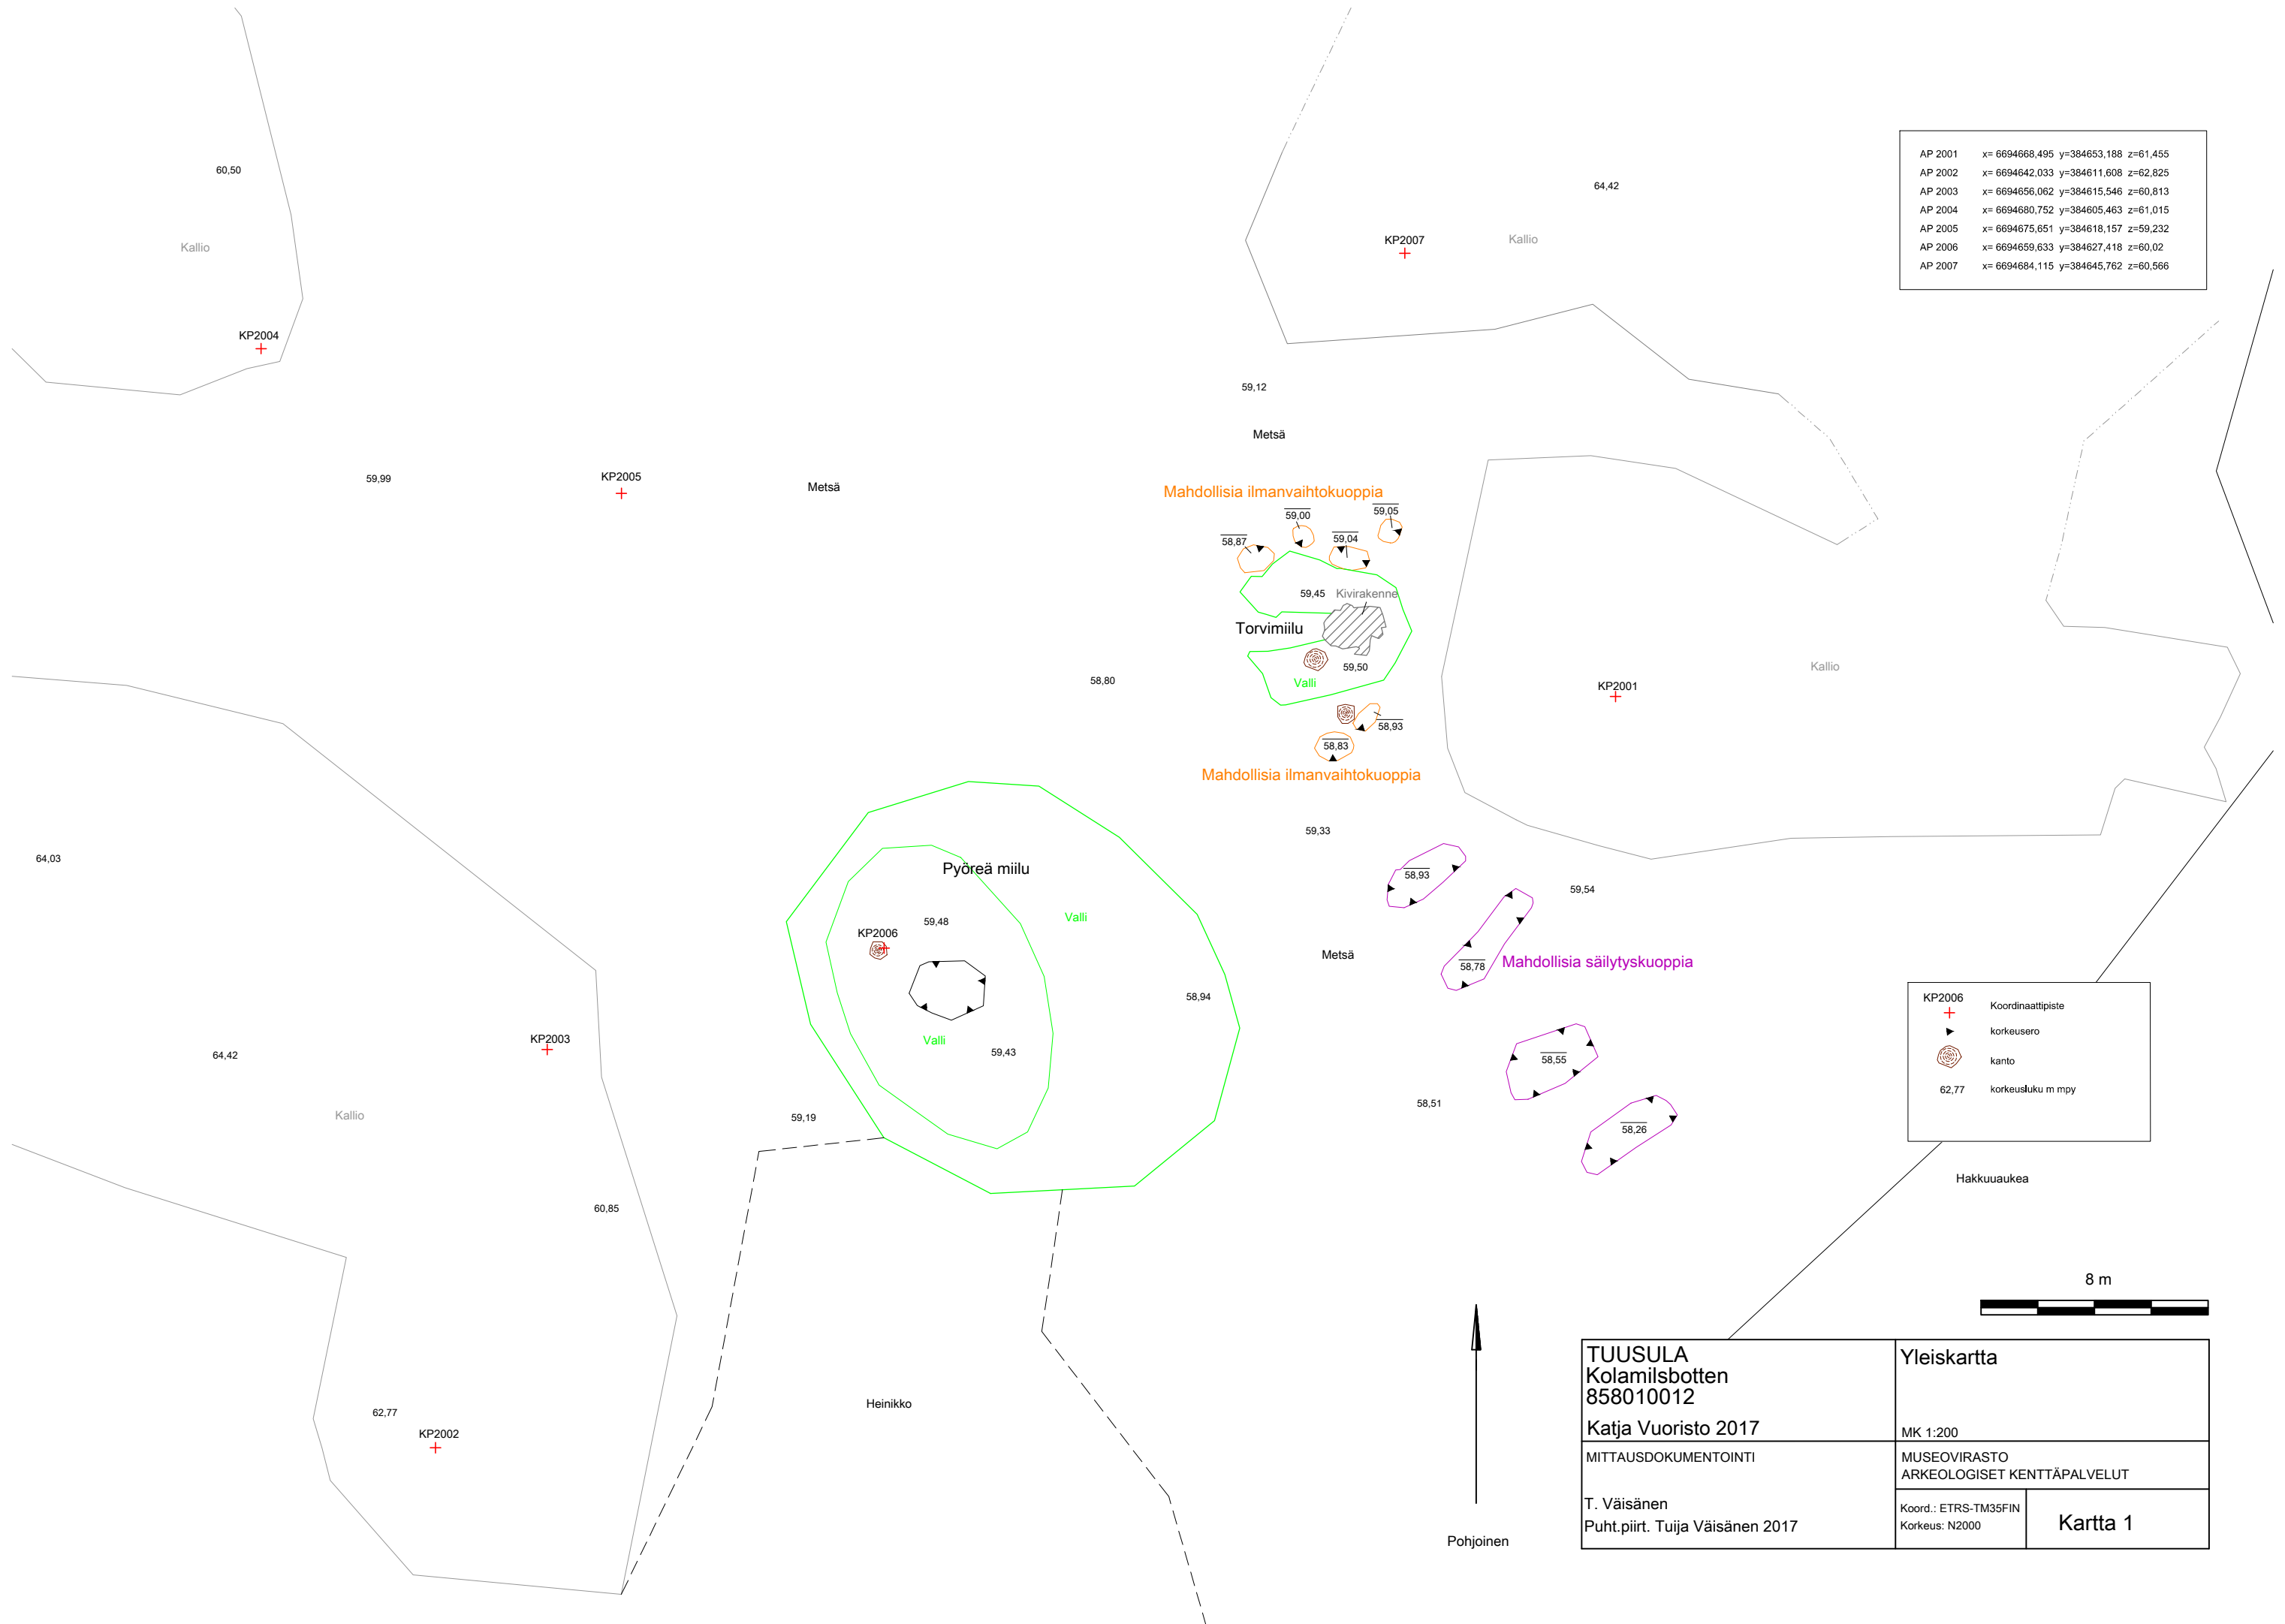 AP 2001 x= 6694668,495 y=384653,188 z=61,455
AP 2002 x= 6694642,033 y=384611,608 z=62,825
AP 2003 x= 6694656,062 y=384615,546 z=60,813
AP 2004 x= 6694680,752 y=384605,463 z=61,015
AP 2005 x= 6694675,651 y=384618,157 z=59,232
AP 2006 x= 6694659,633 y=384627,418 z=60,02
AP 2007 x= 6694684,115 y=384645,762 z=60,566
60,50
64,42
Kallio
KP2007
Kallio
KP2004
59,12
Metsä
59,99
KP2005
Metsä
Mahdollisia ilmanvaihtokuoppia
59,00
59,05
58,87
59,04
59,45
Kivirakenne
Torvimiilu
59,50
Valli
58,80
Kallio
KP2001
58,93
58,83
Mahdollisia ilmanvaihtokuoppia
59,33
64,03
Pyöreä miilu
58,93
59,54
Valli
59,48
KP2006
Metsä
58,78
Mahdollisia säilytyskuoppia
58,94
Valli
59,43
KP2003
64,42
58,55
58,51
Kallio
59,19
58,26
KP2006
Koordinaattipiste
korkeusero
kanto
62,77
korkeusluku m mpy
Hakkuuaukea
60,85
8 m
62,77
KP2002
Heinikko
Pohjoinen
TUUSULA
Kolamilsbotten
858010012
Katja Vuoristo 2017
Yleiskartta
MK 1:200
MITTAUSDOKUMENTOINTI
T. Väisänen
Puht.piirt. Tuija Väisänen 2017
MUSEOVIRASTO
ARKEOLOGISET KENTTÄPALVELUT
Koord.: ETRS-TM35FIN
Korkeus: N2000
Kartta 1